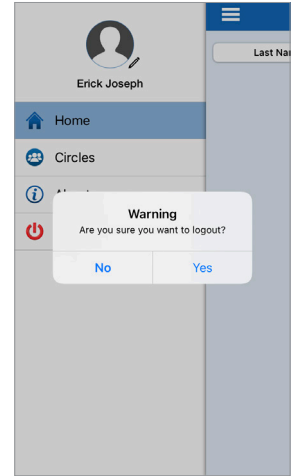 Erick Joseph
Last Na
Home
Circles
Warning
Are you sure you want to logout?
No
Yes